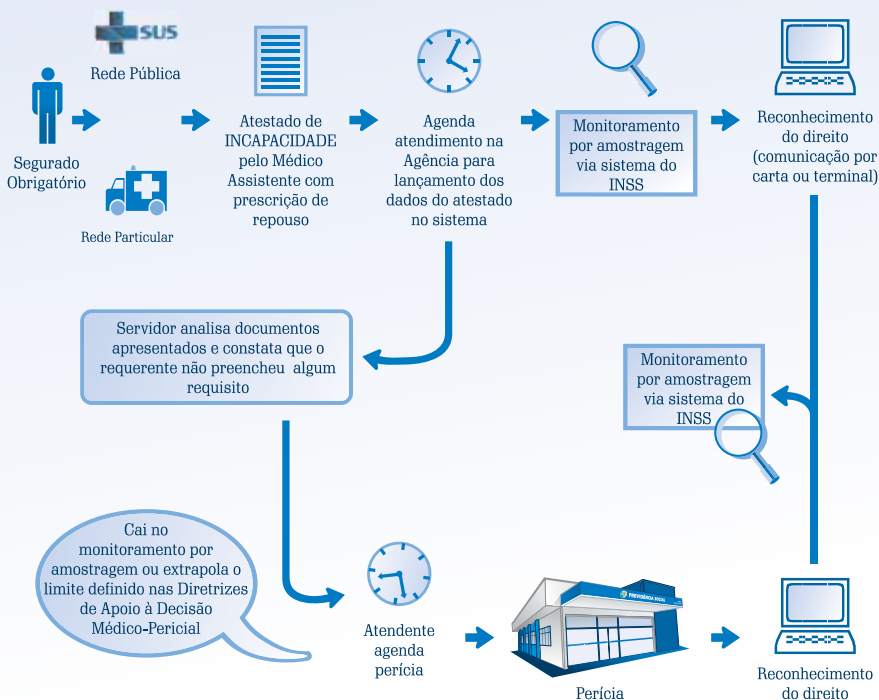 SUS
Rede Pública
Segurado
Obrigatório
Rede Particular
Atestado de
INCAPACIDADE
pelo Médico
Assistente com
prescrição de
repouso
Agenda
atendimento na
Agência para
lançamento dos
dados do atestado
no sistema
Monitoramento
por amostragem
via sistema do
INSS
Reconhecimento
do direito
(comunicação por
carta ou terminal)
Servidor analisa documentos
apresentados e constata que o
requerente não preencheu algum
requisito
Monitoramento
por amostragem
via sistema do
INSS
Cai no
monitoramento por
amostragem ou extrapola o
limite definido nas Diretrizes
de Apoio à Decisão
Médico-Pericial
Atendente
agenda
perícia
PREVIDÊNCIA SOCIAL
Perícia
Reconhecimento
do direito